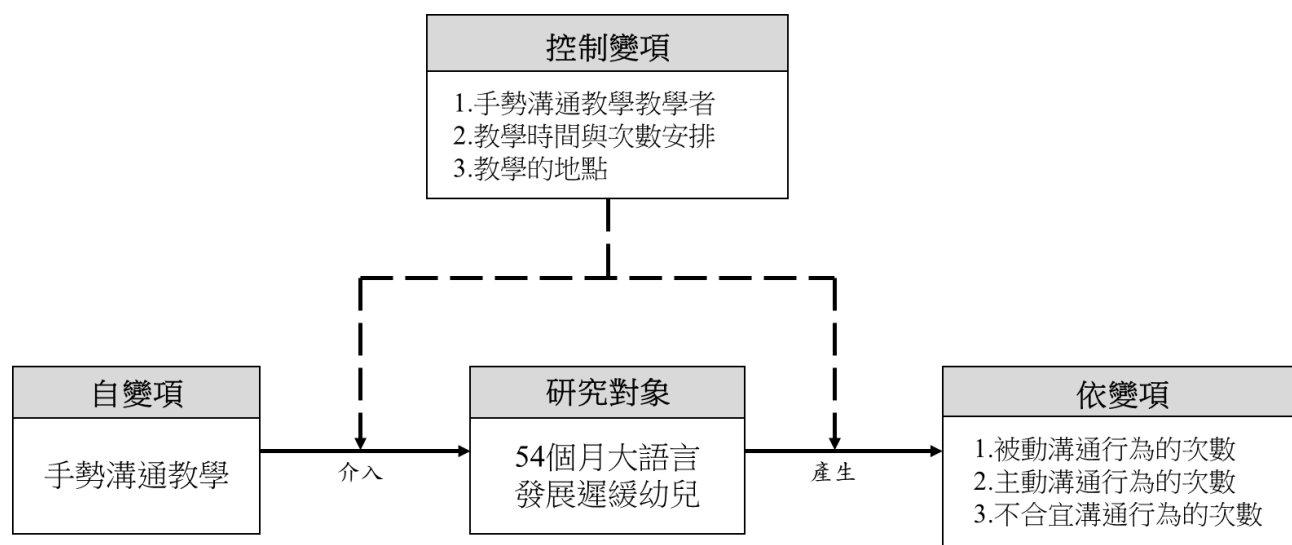 控制變項
1.手勢溝通教學教學者
2.教學時間與次數安排
3.教學的地點
自變項
手勢溝通教學
介入
研究對象
54個月大語言
發展遲緩幼兒
產生
依變項
1.被動溝通行為的次數
2.主動溝通行為的次數
3.不合宜溝通行為的次數